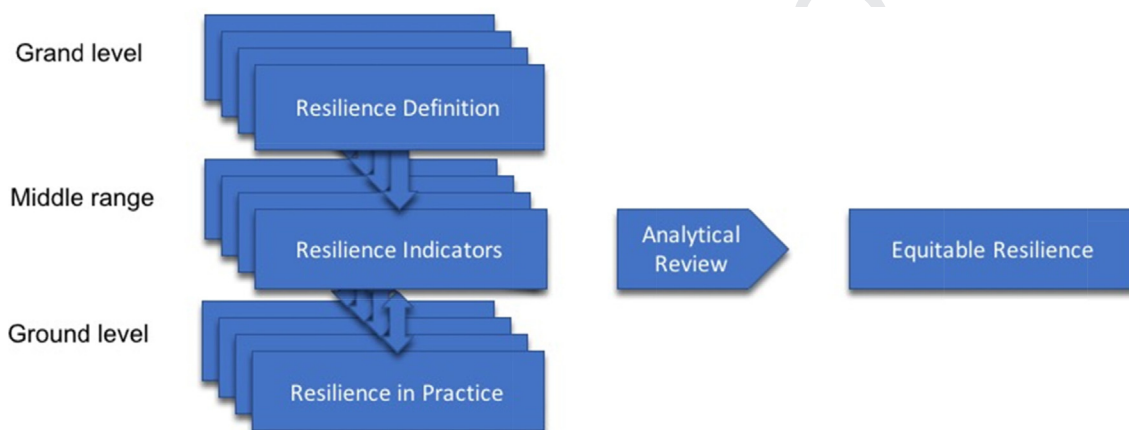 Grand level
Resilience Definition
Middle range
Resilience Indicators
Analytical
Review
Equitable Resilience
Ground level
Resilience in Practice